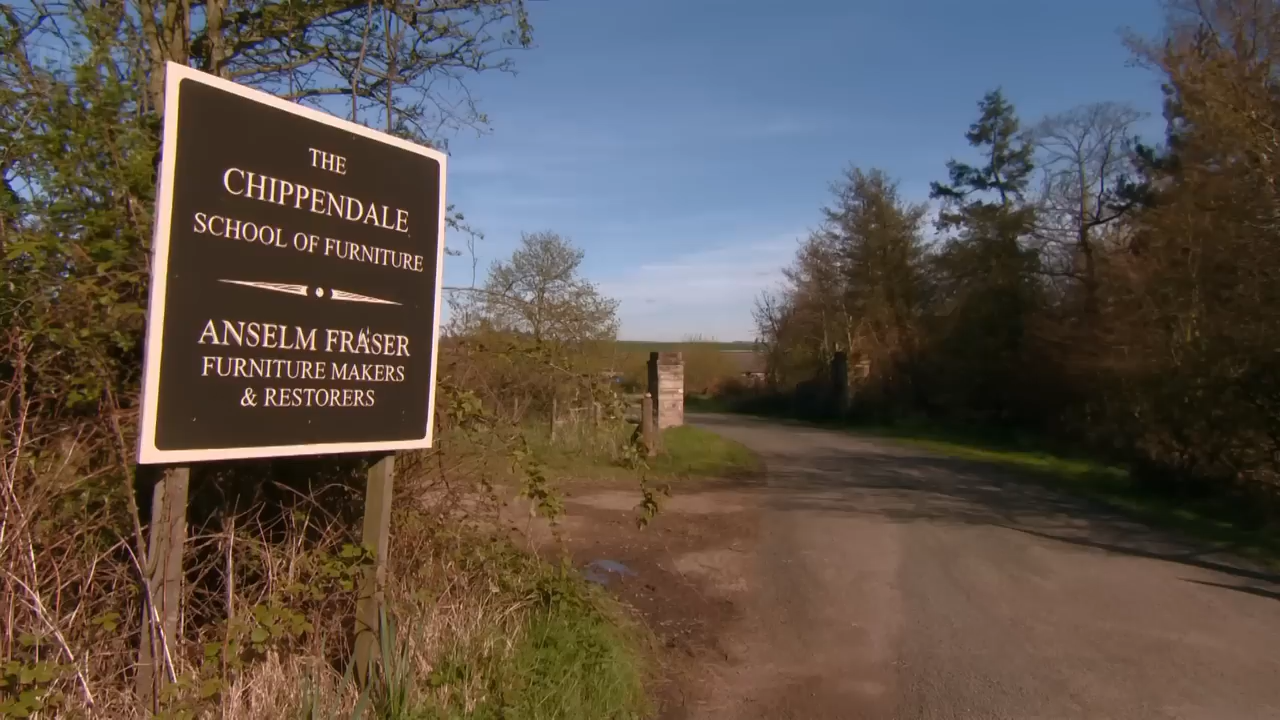 THE
CHIPPENDALE
SCHOOL OF FURNITURE
ANSELM FRASER
FURNITURE MAKERS
& RESTORERS